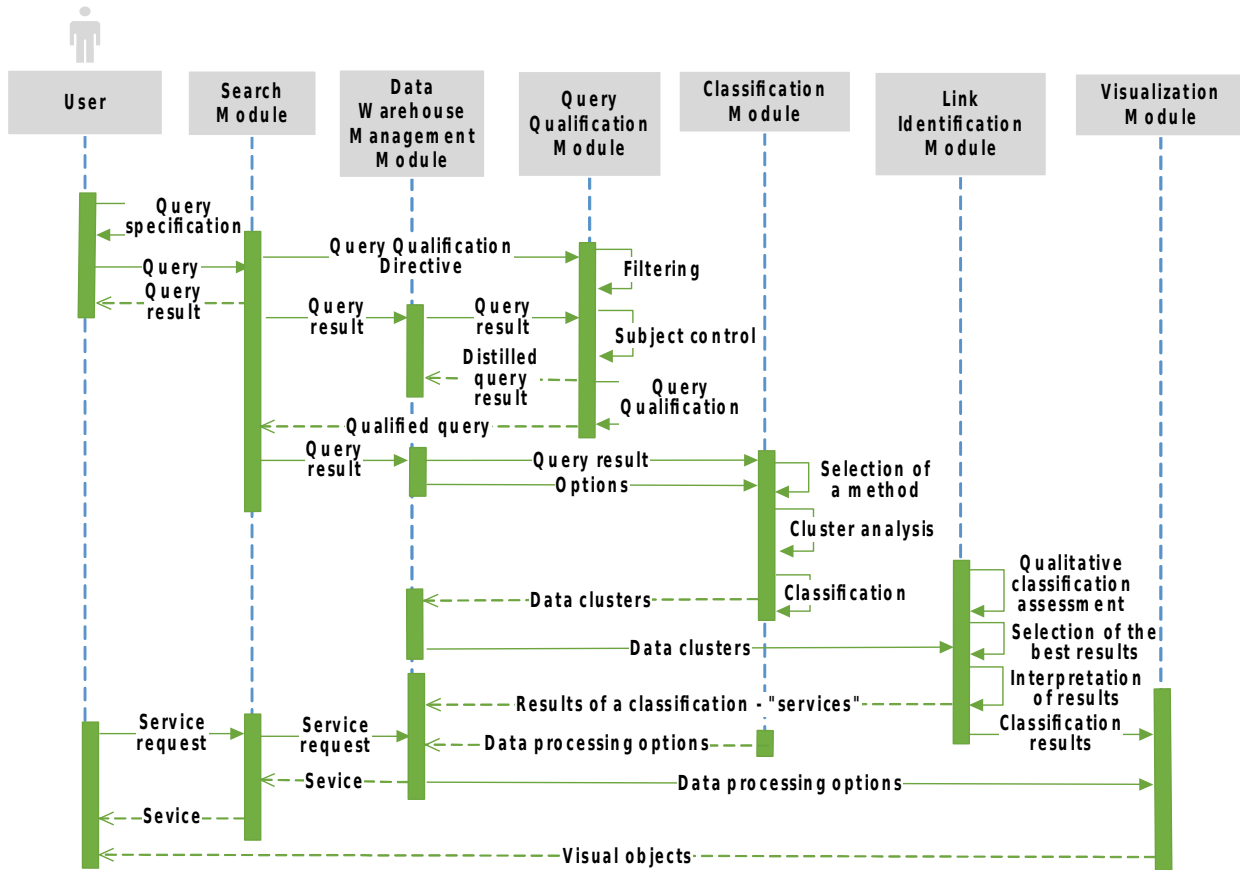 User
Search
Module
Data
Warehouse
Management
Module
Query
Qualification
Module
Classification
Module
Link
Identification
Module
Visualization
Module
Query
specification
Query
Query
result
Query Qualification
Directive
Filtering
Query
result
Query
result
Subject control
Distilled
query
result
Query
Qualification
Qualified query
Query
result
Query result
Options
Selection of
a method
Cluster analysis
Classification
Data clusters
Qualitative
classification
assessment
Data clusters
Selection of the
best results
Interpretation
of results
Results of a classification - "services"
Classification
results
Service
request
Service
request
Data processing options
Sevice
Data processing options
Sevice
Visual objects